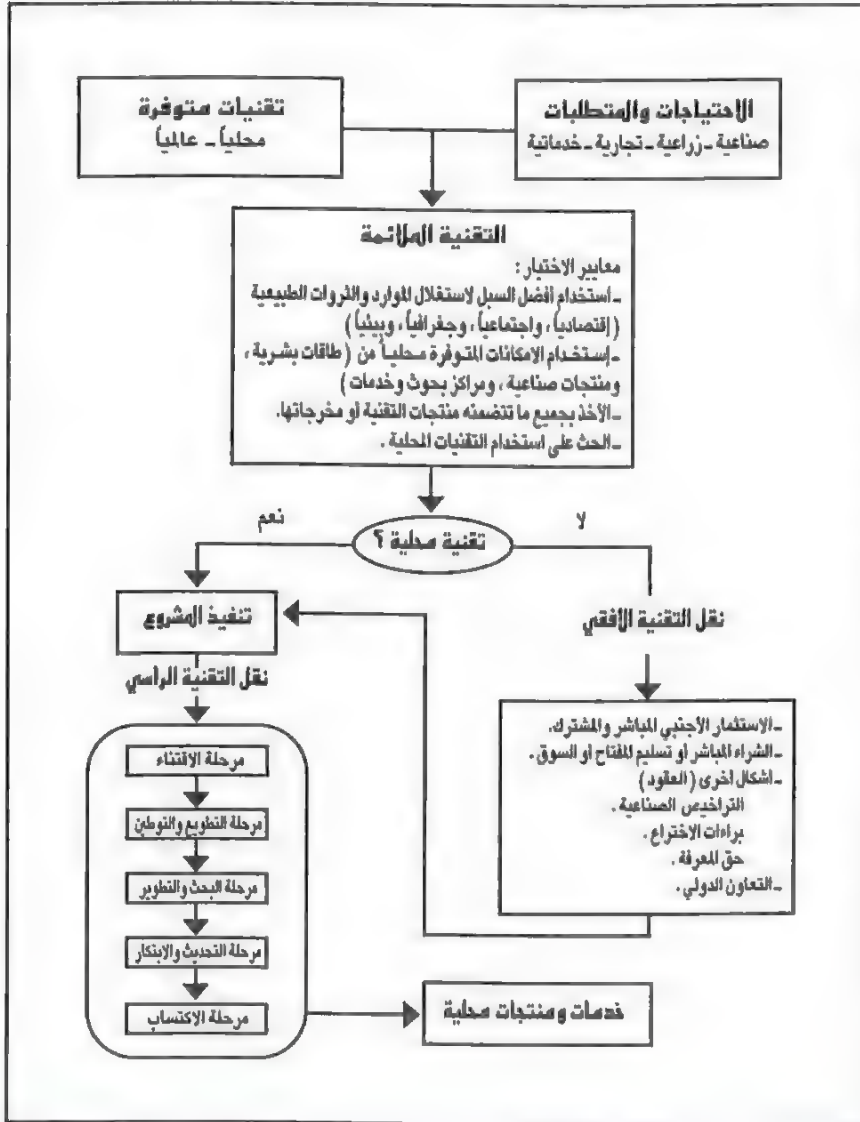 الاحتياجات والمتطلبات
صناعية - زراعية - تجارية - خدماتية
تقنيات متوفرة
محلياً - عالمياً
التقنية الملائمة
معايير الاختيار :
- استخدام أفضل السبل لاستغلال الموارد والثروات الطبيعية
(إقتصادياً ، واجتماعياً ، وجغرافياً ، وبيئياً)
- إستخدام الإمكانات المتوفرة محلياً من (طاقات بشرية ،
ومنتجات صناعية ، ومراكز بحوث وخدمات)
- الأخذ بجميع ما تتضمنه منتجات التقنية أو مخرجاتها.
- الحث على استخدام التقنيات المحلية .
تقنية محلية ؟
لا
نعم
نقل التقنية الأفقي
- الاستثمار الأجنبي المباشر والمشترك.
- الشراء المباشر أو تسليم المفتاح أو السوق .
- اشكال أخرى (العقود)
التراخيص الصناعية .
براءات الاختراع .
حق المعرفة .
- التعاون الدولي .
تنفيذ المشروع
نقل التقنية الرأسي
مرحلة الاقتناء
مرحلة التطويع والتوطين
مرحلة البحث والتطوير
مرحلة التحديث والابتكار
مرحلة الاكتساب
خدمات ومنتجات محلية